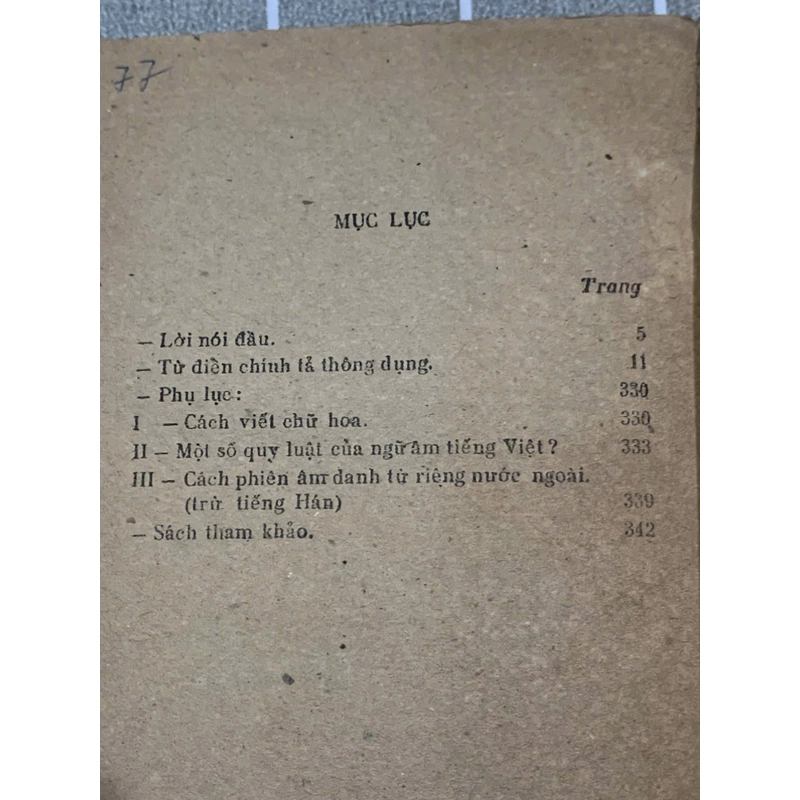 77
MỤC LỤC
Trang
— Lời nói đầu. 5
— Từ điển chính tả thông dụng. 11
— Phụ lục: 330
I — Cách viết chữ hoa. 330
II — Một số quy luật của ngữ âm tiếng Việt? 333
III — Cách phiên âm danh từ riêng nước ngoài.
(trừ tiếng Hán) 339
— Sách tham khảo. 342